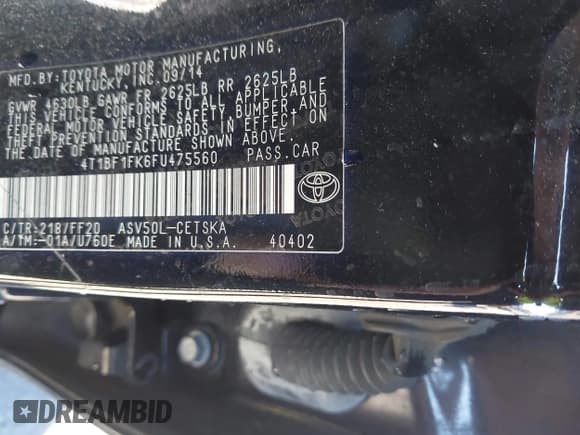 MFD.BY:TOYOTA MOTOR MANUFACTURING,
KENTUCKY, INC.09/14
GVWR 4630LB GAWR FR 2625LB RR 2625LB
THIS VEHICLE CONFORMS TO ALL APPLICABLE
FEDERAL MOTOR VEHICLE SAFETY,BUMPER,AND
THEFT PREVENTION STANDARDS IN EFFECT ON
THE DATE OF MANUFACTURE SHOWN ABOVE.
4T1BF1FK6FU475560 PASS.CAR
C/TR:218/FF20 ASV50L-CETSKA
A/TM:-01A/U760E MADE IN U.S.A. 40402
DREAMBID